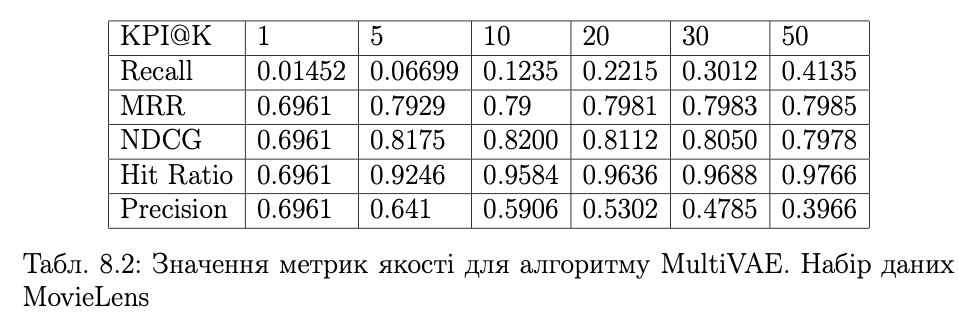 KPI@K 1 5 10 20 30 50
Recall 0.01452 0.06699 0.1235 0.2215 0.3012 0.4135
MRR 0.6961 0.7929 0.79 0.7981 0.7983 0.7985
NDCG 0.6961 0.8175 0.8200 0.8112 0.8050 0.7978
Hit Ratio 0.6961 0.9246 0.9584 0.9636 0.9688 0.9766
Precision 0.6961 0.641 0.5906 0.5302 0.4785 0.3966
Табл. 8.2: Значення метрик якості для алгоритму MultiVAE. Набір даних
MovieLens